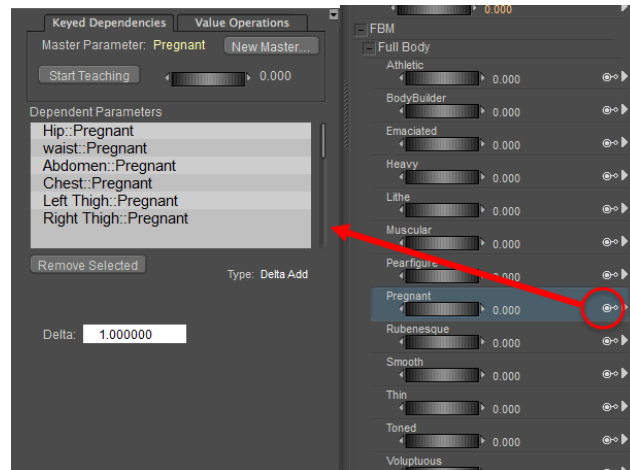 Keyed Dependencies
Value Operations
Master Parameter: Pregnant
New Master...
Start Teaching
0.000
Dependent Parameters
Hip::Pregnant
waist::Pregnant
Abdomen::Pregnant
Chest::Pregnant
Left Thigh::Pregnant
Right Thigh::Pregnant
Remove Selected
Type: Delta Add
Delta: 1.000000
0.000
FBM
Full Body
Athletic
0.000
BodyBuilder
0.000
Emaciated
0.000
Heavy
0.000
Lithe
0.000
Muscular
0.000
Pearfigure
0.000
Pregnant
0.000
Rubenesque
0.000
Smooth
0.000
Thin
0.000
Toned
0.000
Voluptuous